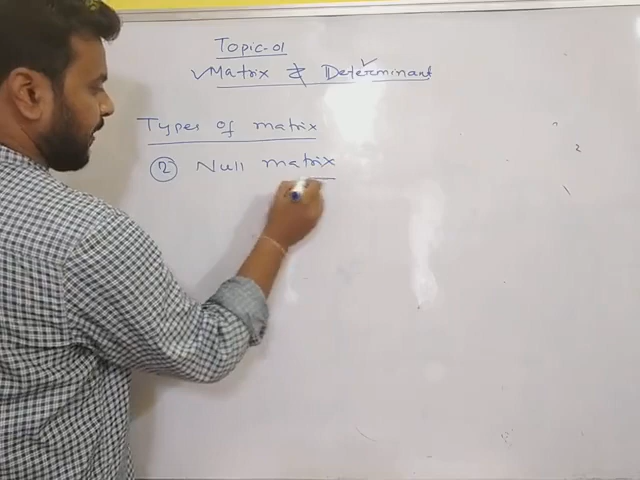 Topic-01
✓Matrix & Determinant ✓
Types of matrix
② Null matrix